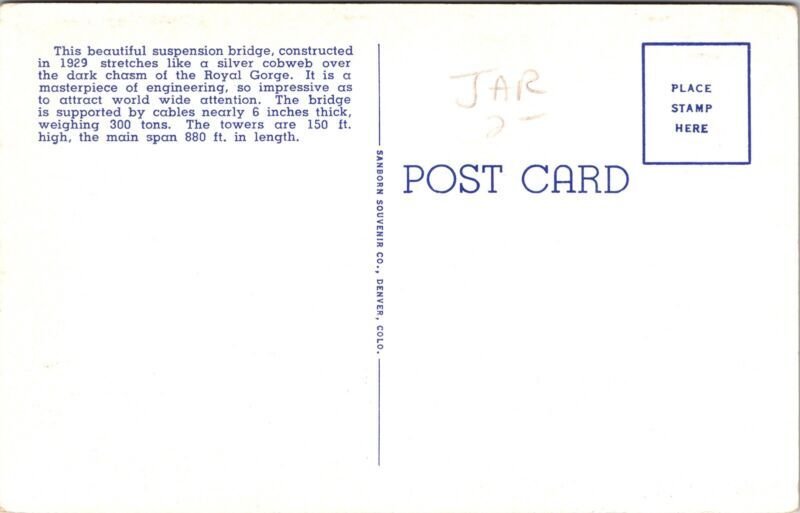 This beautiful suspension bridge, constructed
in 1929 stretches like a silver cobweb over
the dark chasm of the Royal Gorge. It is a
masterpiece of engineering, so impressive as
to attract world wide attention. The bridge
is supported by cables nearly 6 inches thick,
weighing 300 tons. The towers are 150 ft.
high, the main span 880 ft. in length.
SANBORN SOUVENIR CO., DENVER, COLO.
JAR
POST CARD
PLACE
STAMP
HERE